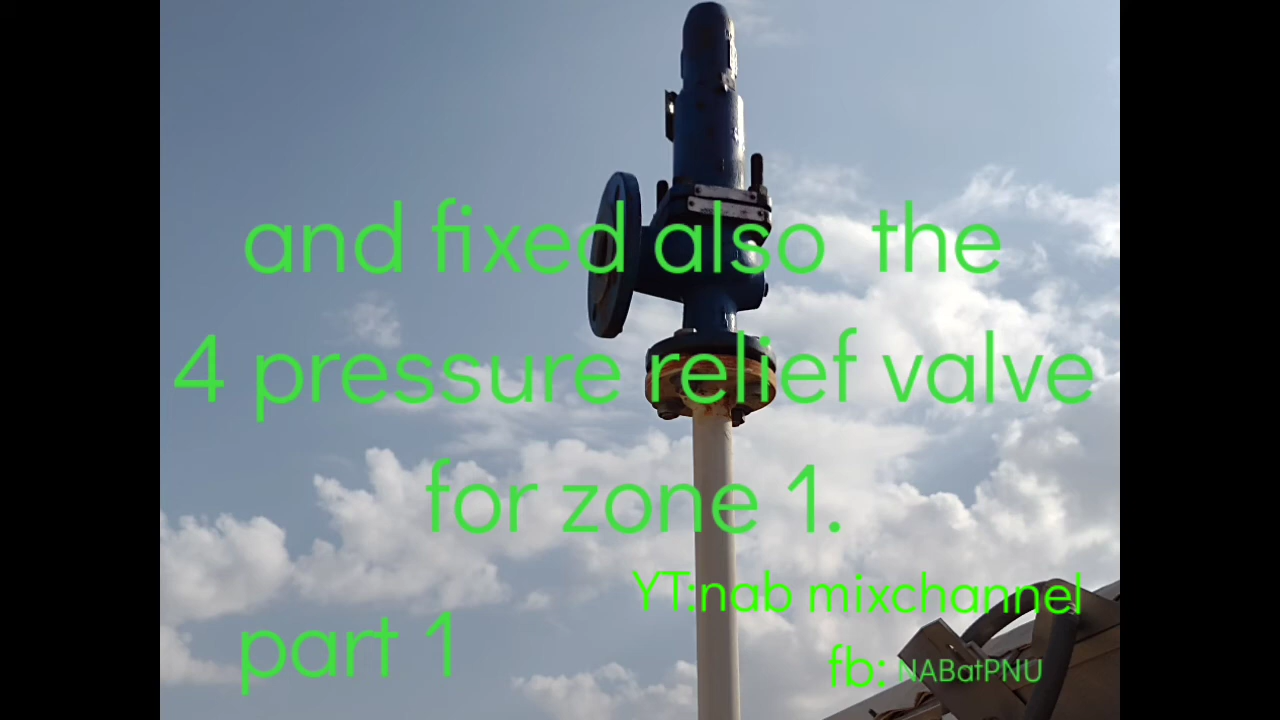 and fixed also the
4 pressure relief valve
for zone 1.
YT:nab mixchannel
part 1
fb: NABatPNU